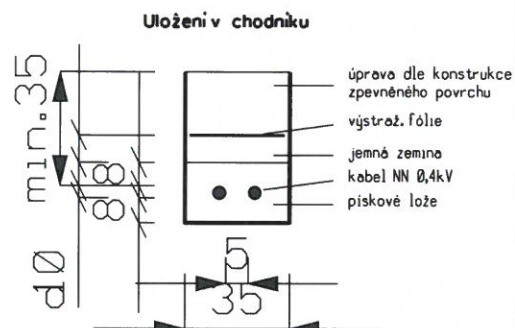 Uložení v chodníku
úprava dle konstrukce
zpevněného povrchu
výstraž. fólie
jemná zemina
kabel NN 0,4kV
pískové lože
min.35
8
8
dØ
5
35